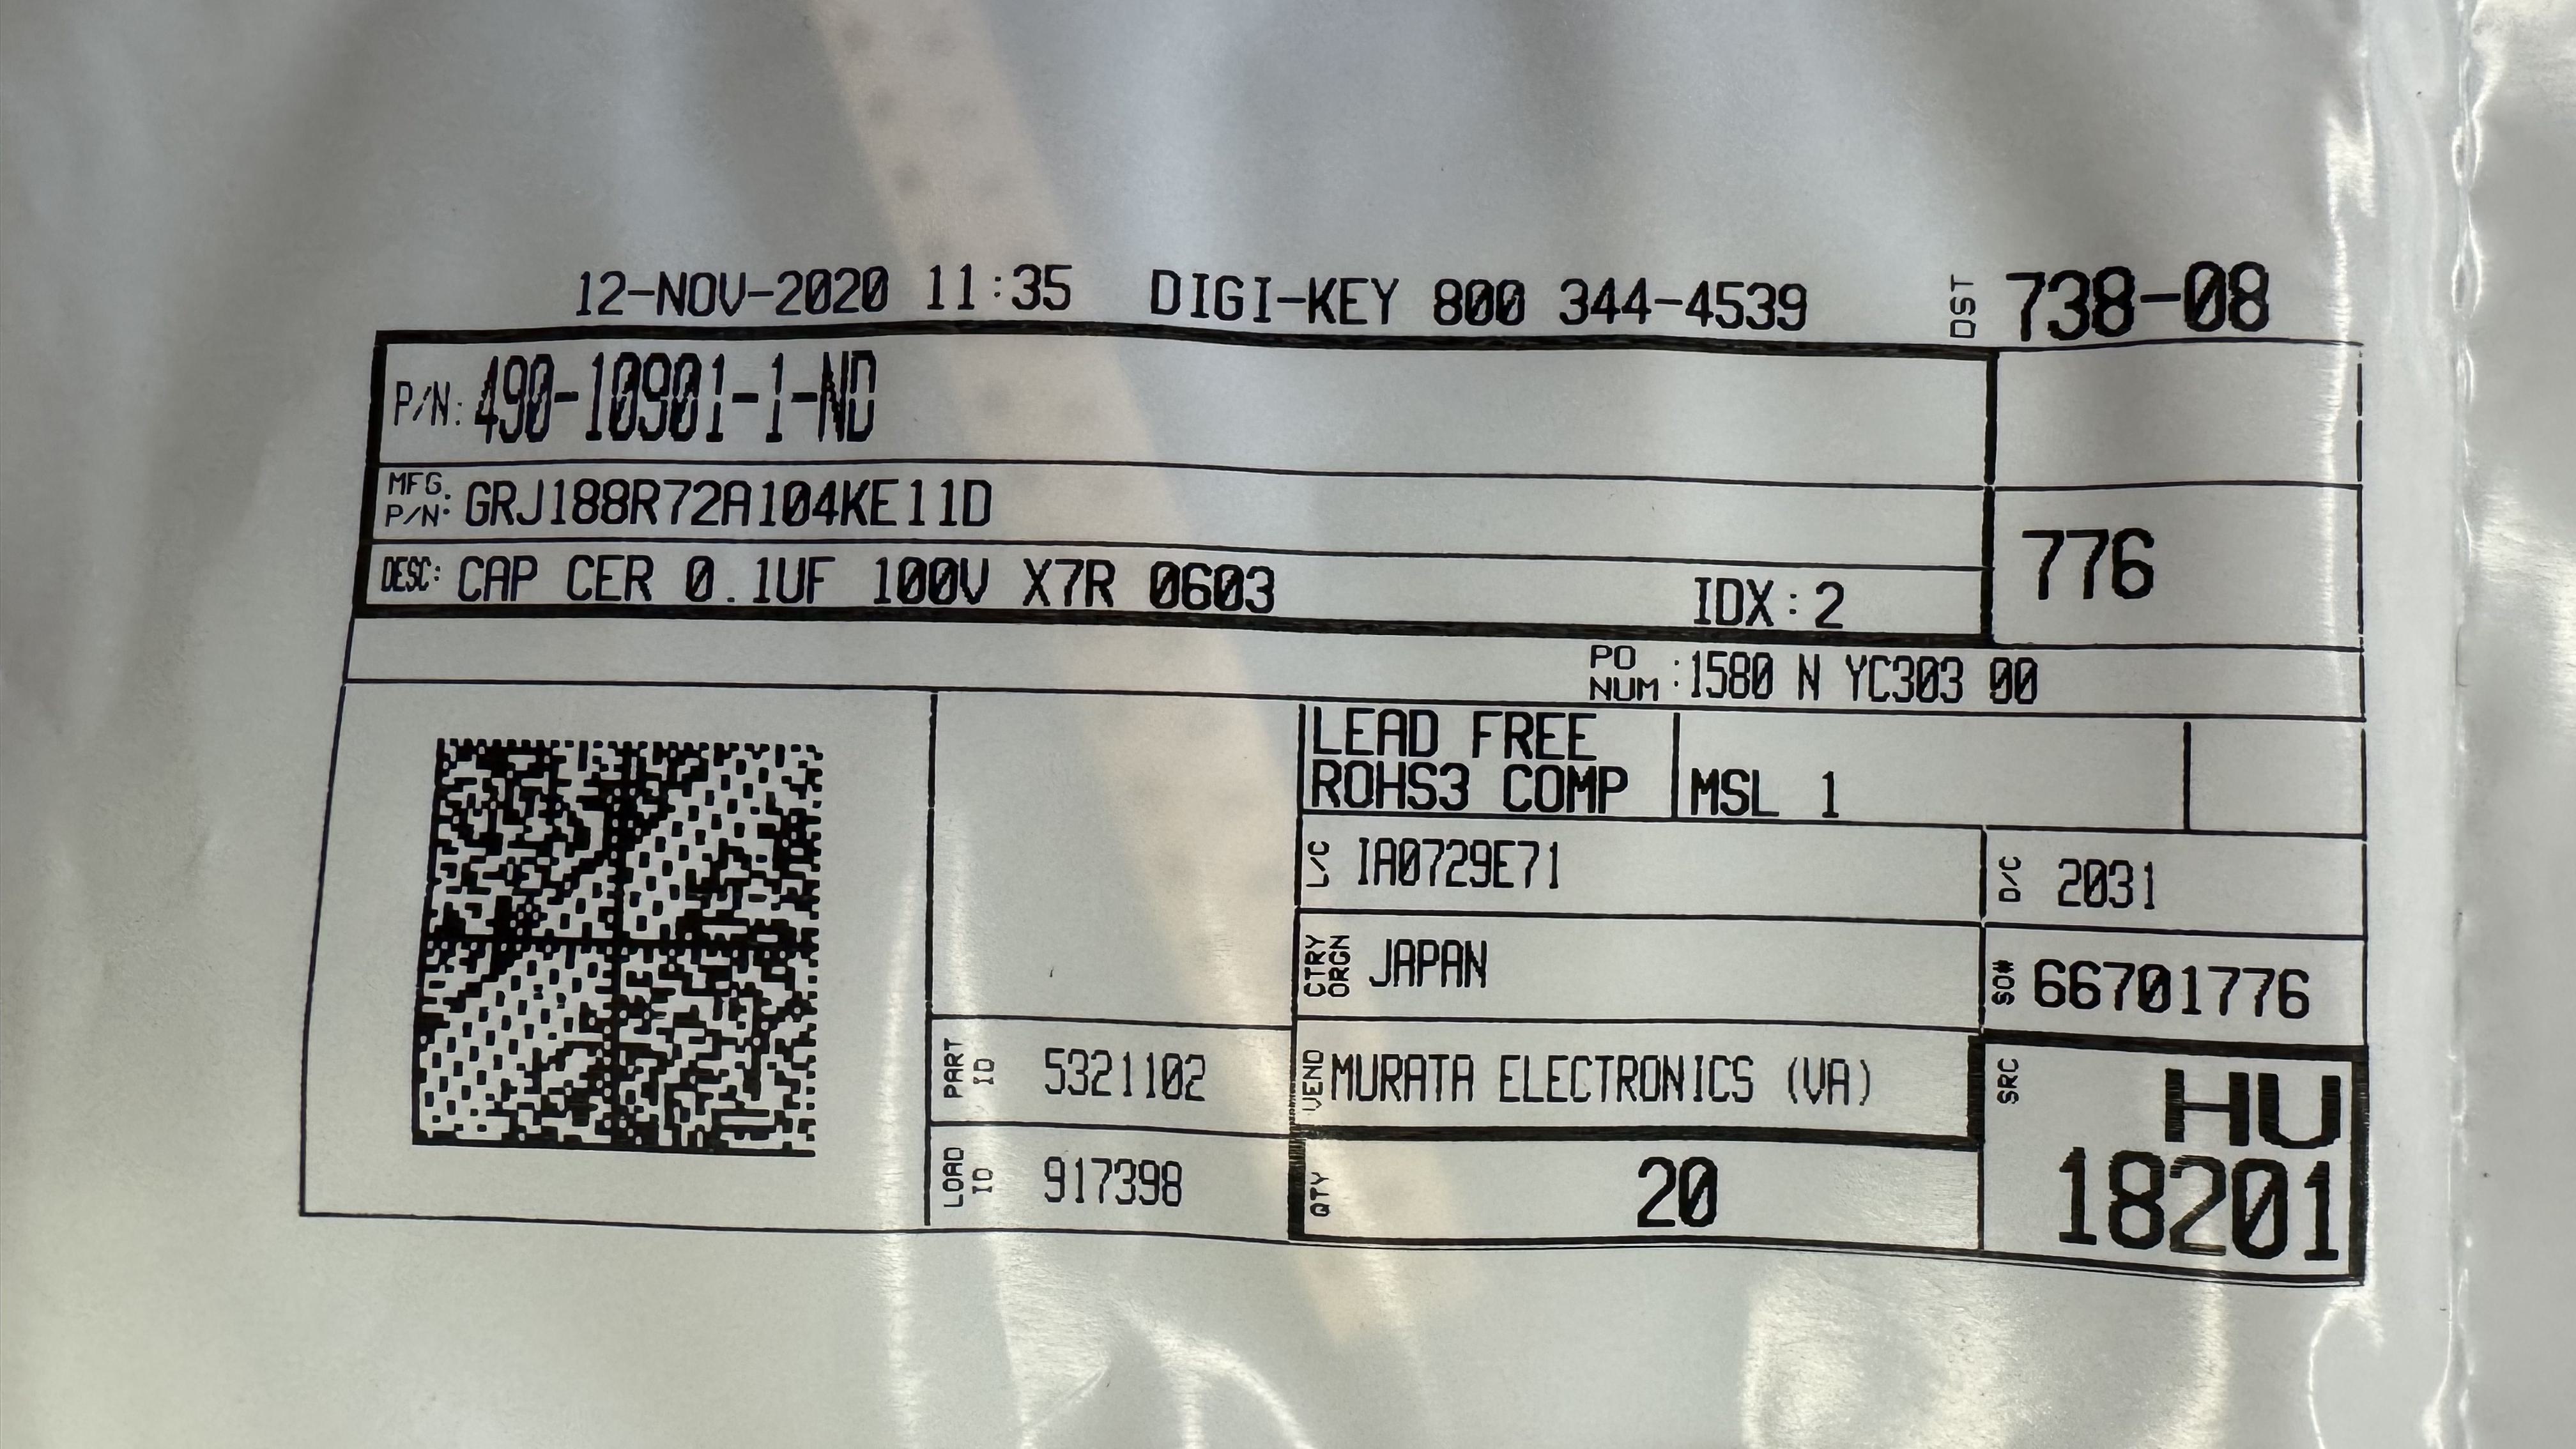 12-NOV-2020 11:35 DIGI-KEY 800 344-4539 DST 738-08
P/N: 490-10901-1-ND
MFG. P/N: GRJ188R72A104KE11D
776
DESC: CAP CER 0.1UF 100V X7R 0603 IDX:2
PO NUM :1580 N YC303 00
LEAD FREE
ROHS3 COMP
MSL 1
L/C IA0729E71
D/C 2031
CTRY ORGN JAPAN
SO# 66701776
PART ID 5321102
VEND MURATA ELECTRONICS (VA)
SRC HU
18201
LOAD ID 917398
QTY 20